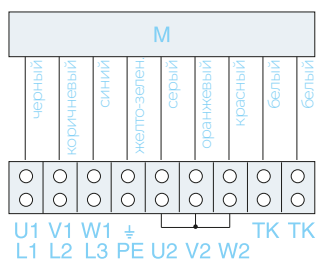 M
черный
коричневый
синий
желто-зелен.
серый
оранжевый
красный
белый
белый
U1 V1 W1 ⏚ TK TK
L1 L2 L3 PE U2 V2 W2